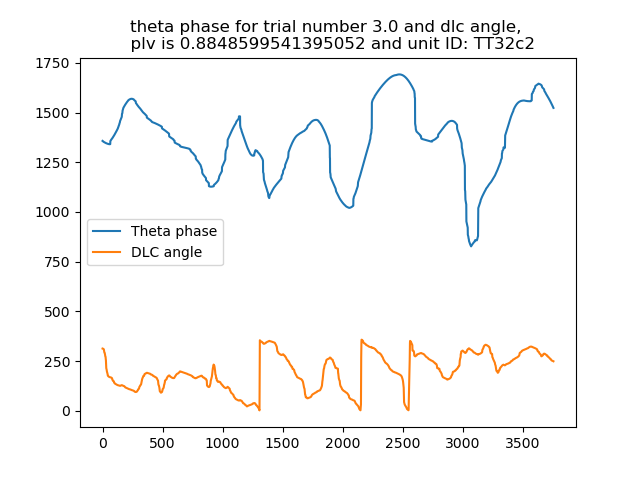 theta phase for trial number 3.0 and dlc angle,
plv is 0.8848599541395052 and unit ID: TT32c2
1750
1500
1250
1000
Theta phase
DLC angle
750
500
250
0
0 500 1000 1500 2000 2500 3000 3500